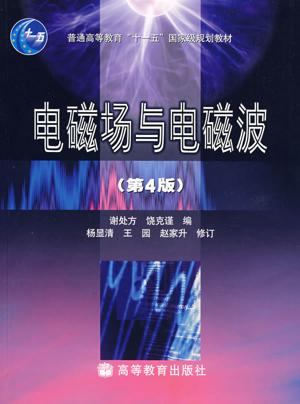 十一五
普通高等教育“十一五”国家级规划教材
电磁场与电磁波
(第4版)
谢处方 饶克谨 编
杨显清 王园 赵家升 修订
高等教育出版社